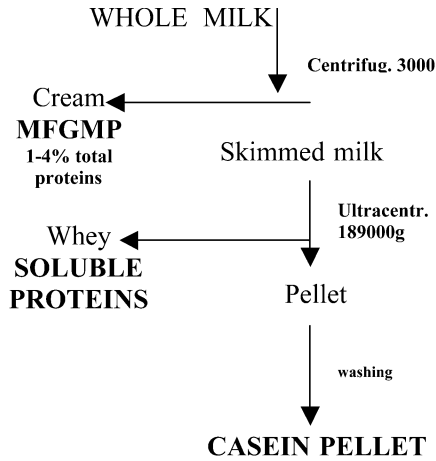 WHOLE MILK
Centrifug. 3000
Cream
MFGMP
1-4% total
proteins
Skimmed milk
Ultracentr.
189000g
Whey
SOLUBLE
PROTEINS
Pellet
washing
CASEIN PELLET